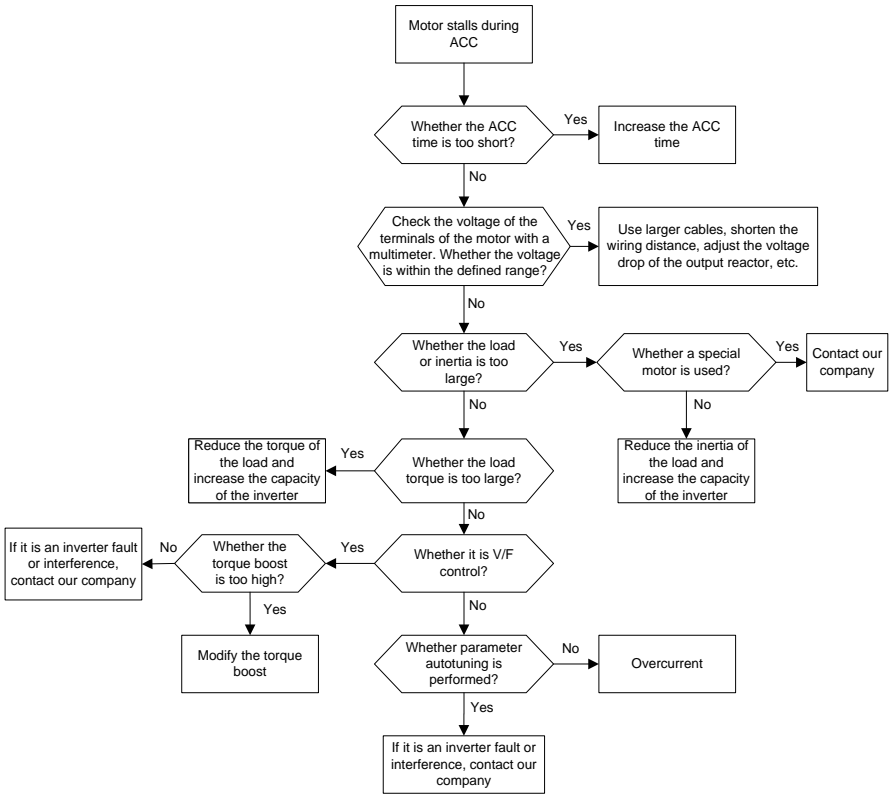 Motor stalls during
ACC
Whether the ACC
time is too short?
Yes
Increase the ACC
time
No
Check the voltage of the
terminals of the motor with a
multimeter. Whether the voltage
is within the defined range?
Yes
Use larger cables, shorten the
wiring distance, adjust the voltage
drop of the output reactor, etc.
No
Whether the load
or inertia is too
large?
Yes
Whether a special
motor is used?
Yes
Contact our
company
No
No
Reduce the torque of
the load and
increase the capacity
of the inverter
Yes
Whether the load
torque is too large?
Reduce the inertia of
the load and
increase the capacity
of the inverter
No
If it is an inverter fault
or interference,
contact our company
No
Whether the
torque boost
is too high?
Yes
Whether it is V/F
control?
Yes
No
Modify the torque
boost
Whether parameter
autotuning is
performed?
No
Overcurrent
Yes
If it is an inverter fault or
interference, contact our
company